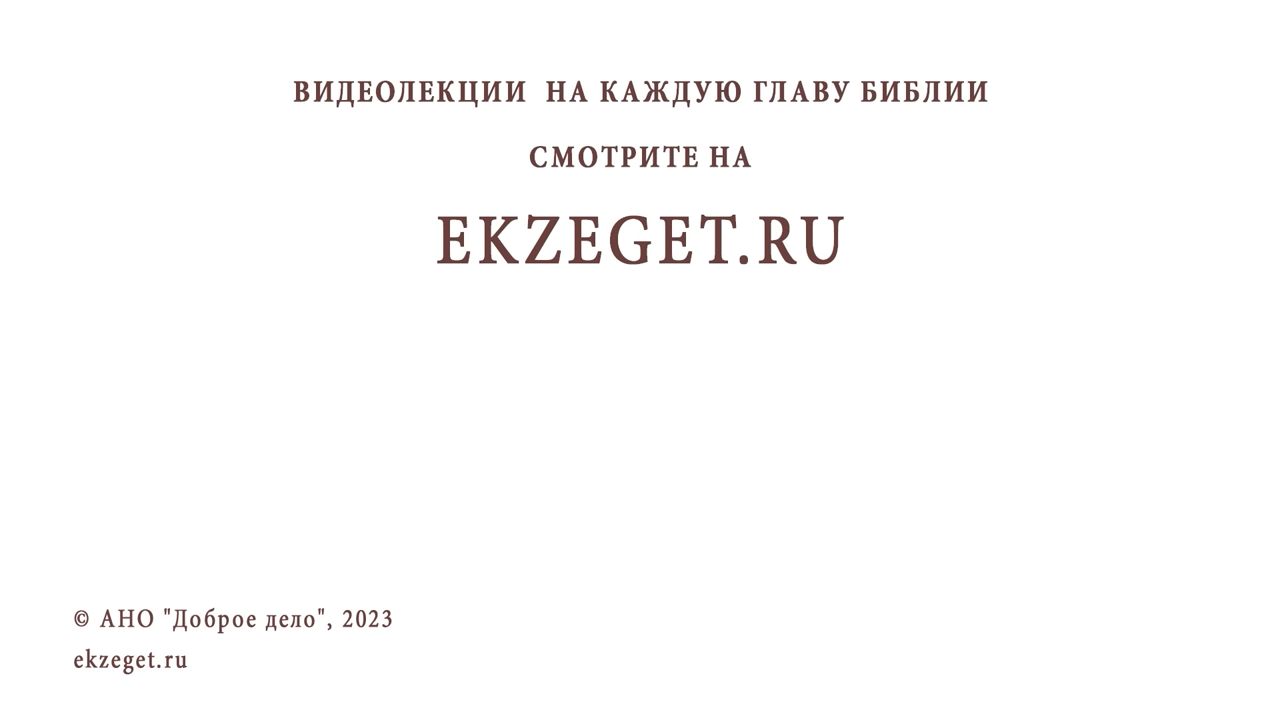 ВИДЕОЛЕКЦИИ НА КАЖДУЮ ГЛАВУ БИБЛИИ
СМОТРИТЕ НА
EKZEGET.RU
© АНО "Доброе дело", 2023
ekzeget.ru